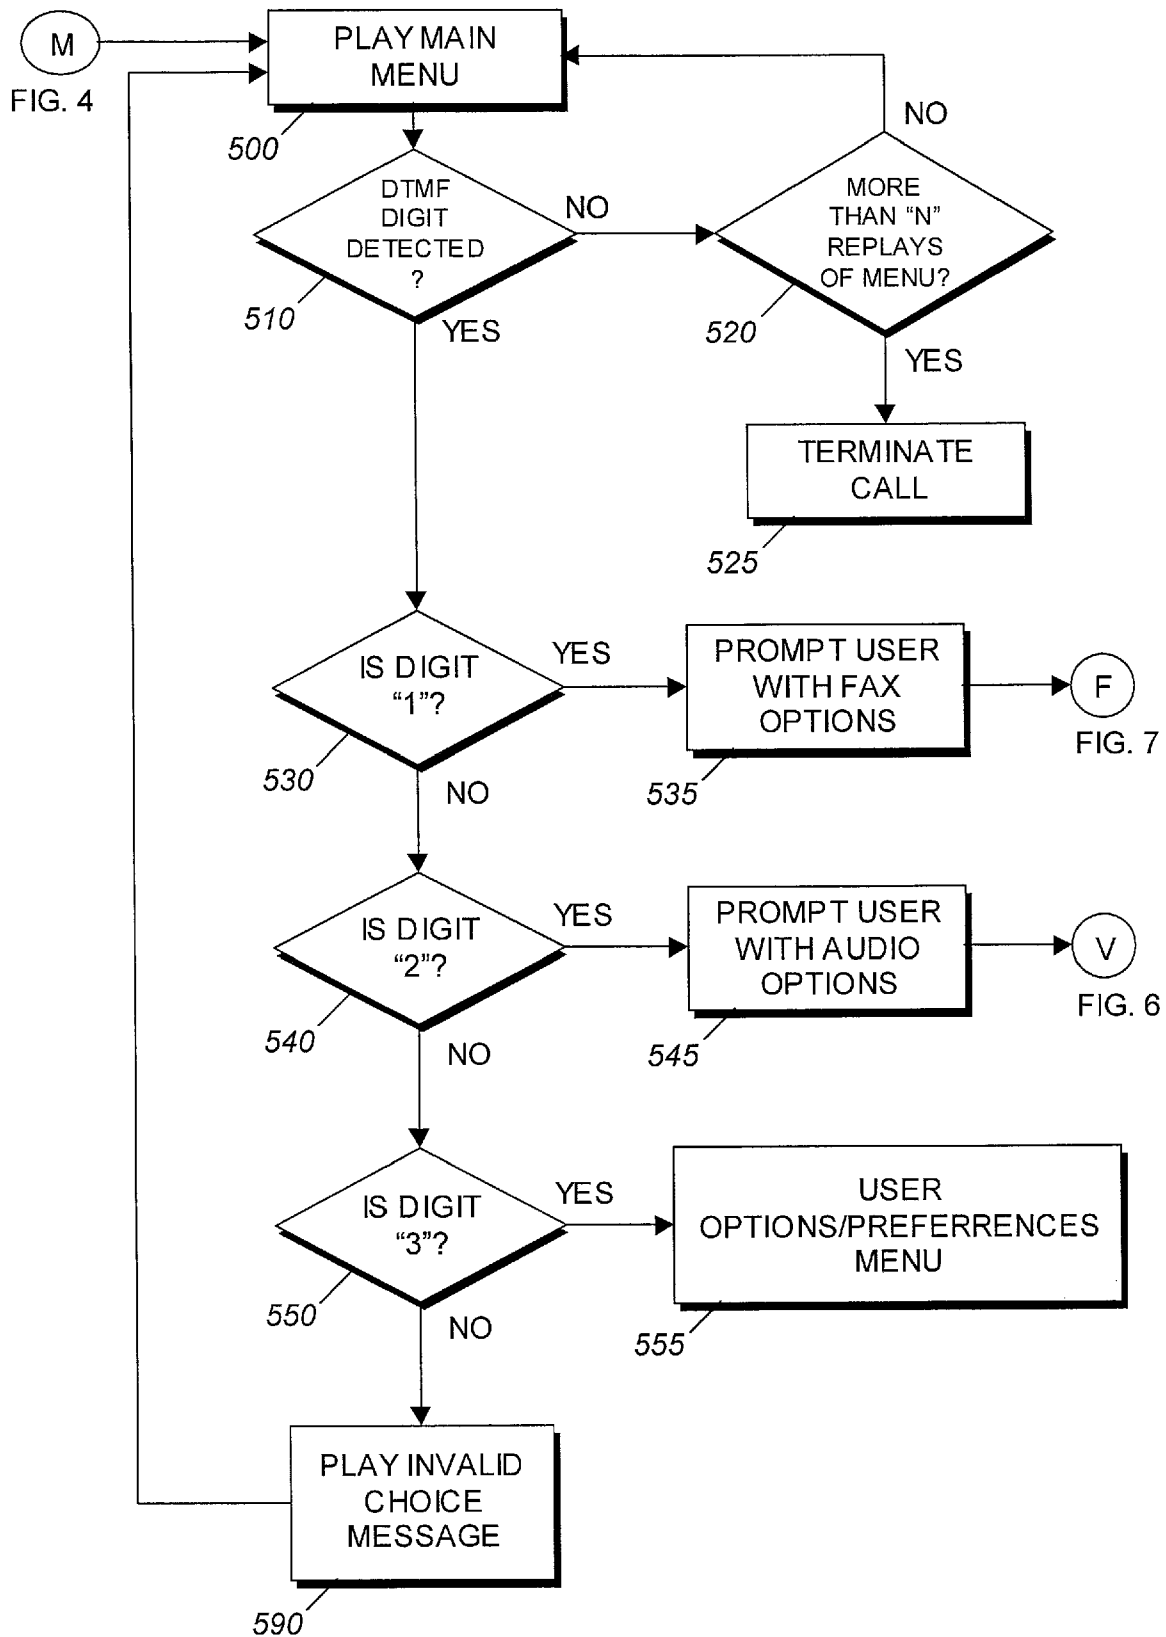 M
FIG. 4
PLAY MAIN
MENU
500
NO
DTMF
DIGIT
DETECTED
?
510
NO
YES
MORE
THAN “N”
REPLAYS
OF MENU?
520
YES
TERMINATE
CALL
525
IS DIGIT
“1”?
530
YES
NO
PROMPT USER
WITH FAX
OPTIONS
535
F
FIG. 7
IS DIGIT
“2”?
540
YES
NO
PROMPT USER
WITH AUDIO
OPTIONS
545
V
FIG. 6
IS DIGIT
“3”?
550
YES
NO
USER
OPTIONS/PREFERRENCES
MENU
555
PLAY INVALID
CHOICE
MESSAGE
590